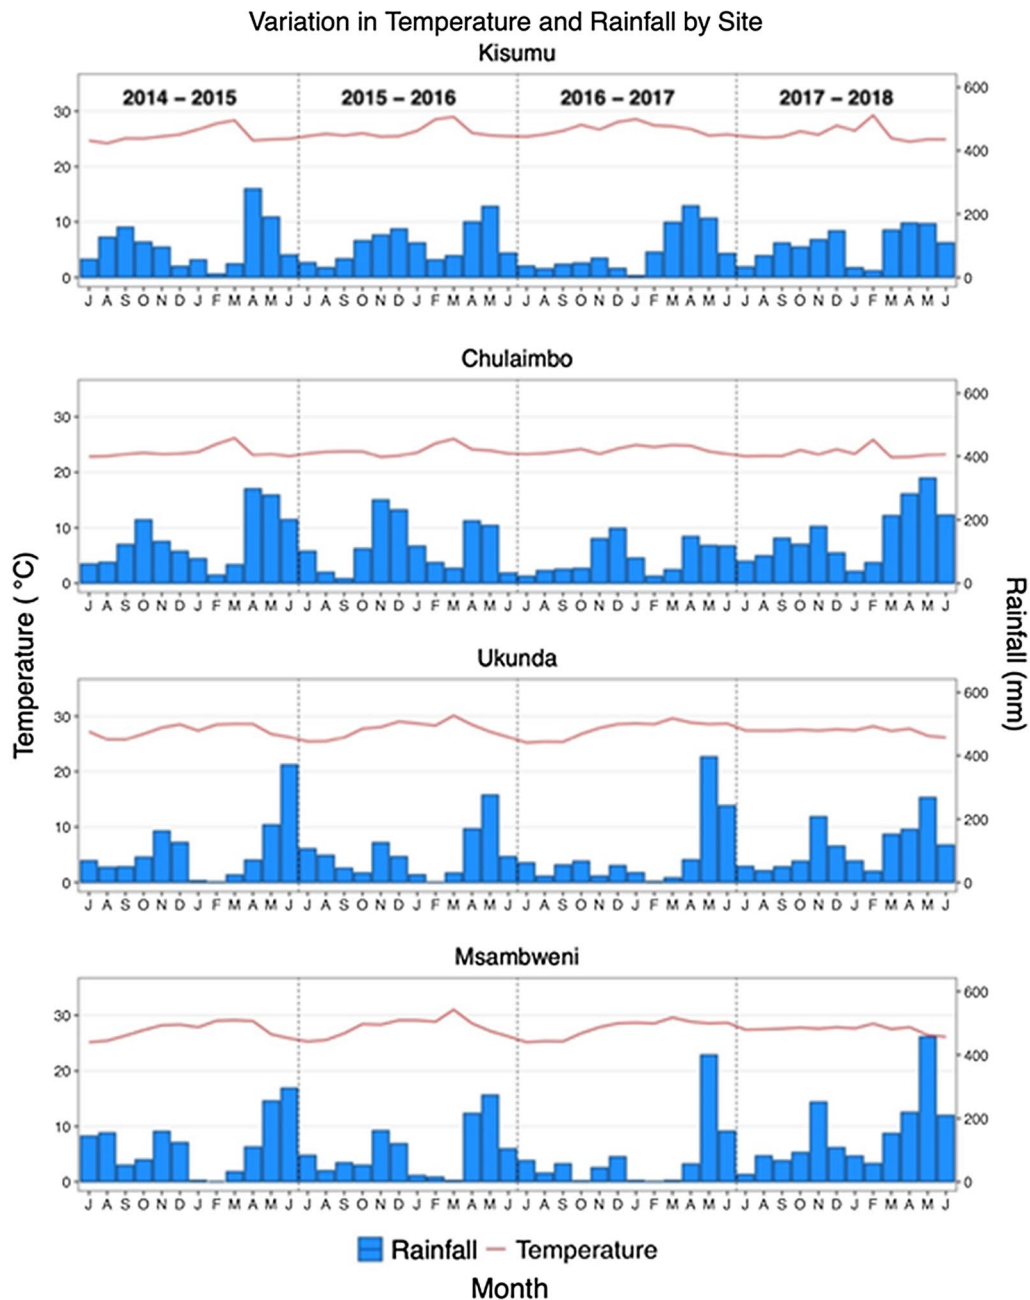 Variation in Temperature and Rainfall by Site
Kisumu
2014 – 2015 2015 – 2016 2016 – 2017 2017 – 2018
30
20
10
0
600
400
200
0
J A S O N D J F M A M J J A S O N D J F M A M J J A S O N D J F M A M J J A S O N D J F M A M J
Chulaimbo
30
20
10
0
600
400
200
0
J A S O N D J F M A M J J A S O N D J F M A M J J A S O N D J F M A M J J A S O N D J F M A M J
Temperature ( °C)
Rainfall (mm)
Ukunda
30
20
10
0
600
400
200
0
J A S O N D J F M A M J J A S O N D J F M A M J J A S O N D J F M A M J J A S O N D J F M A M J
Msambweni
30
20
10
0
600
400
200
0
J A S O N D J F M A M J J A S O N D J F M A M J J A S O N D J F M A M J J A S O N D J F M A M J
Rainfall Temperature
Month